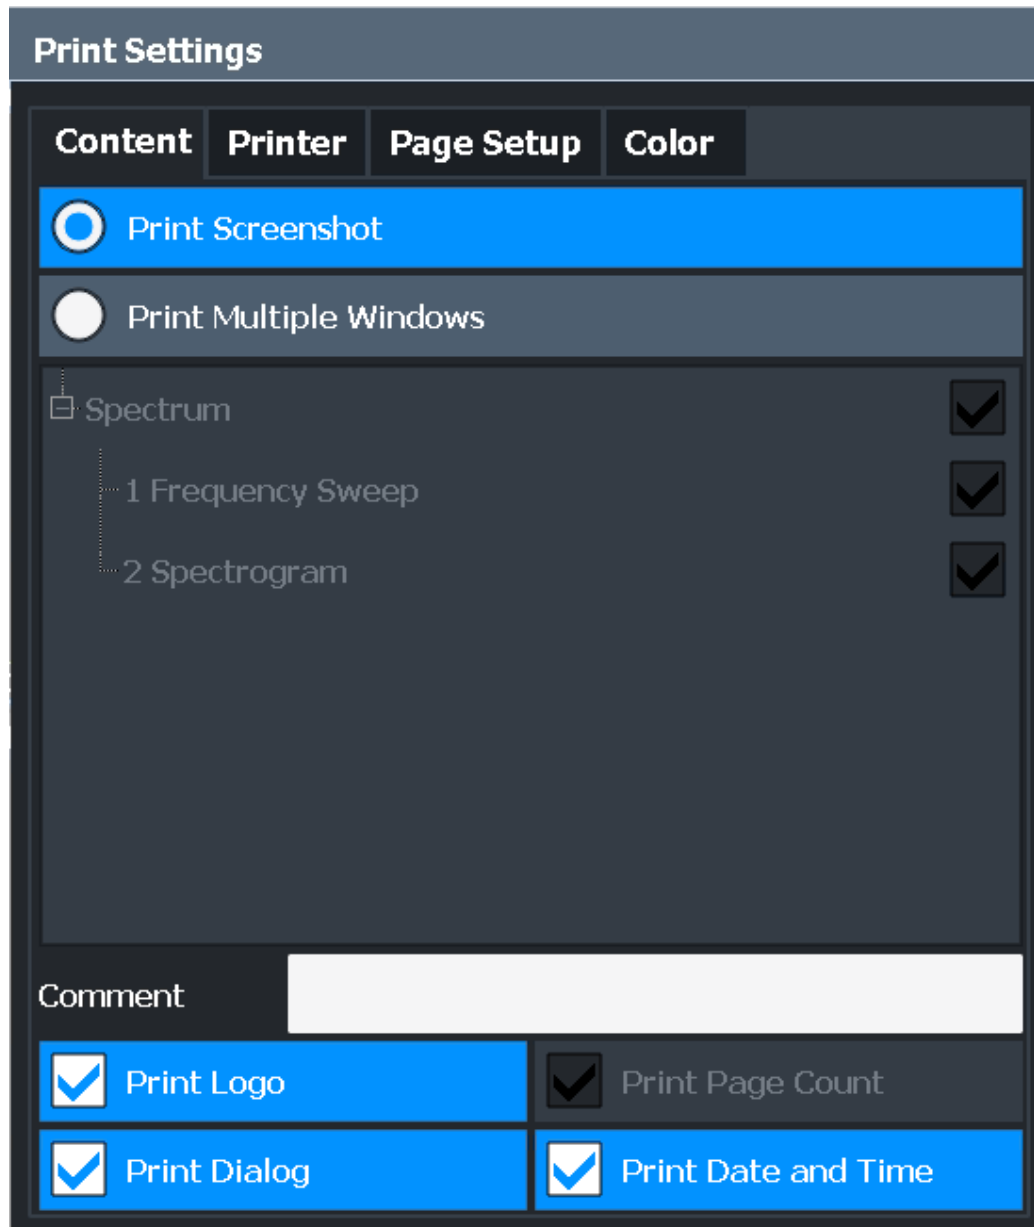 Print Settings
Content Printer Page Setup Color
Print Screenshot
Print Multiple Windows
Spectrum
1 Frequency Sweep
2 Spectrogram
Comment
Print Logo Print Page Count
Print Dialog Print Date and Time